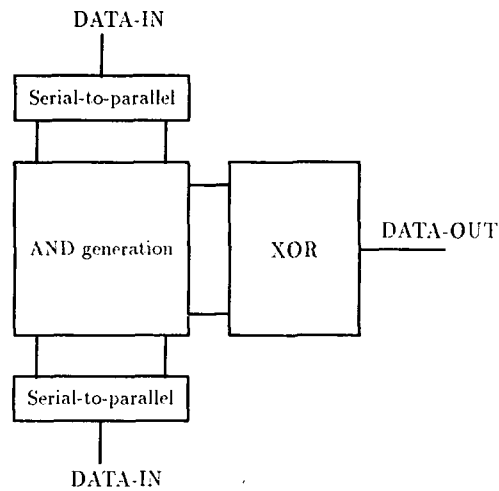 DATA-IN
Serial-to-parallel
AND generation
XOR
DATA-OUT
Serial-to-parallel
DATA-IN